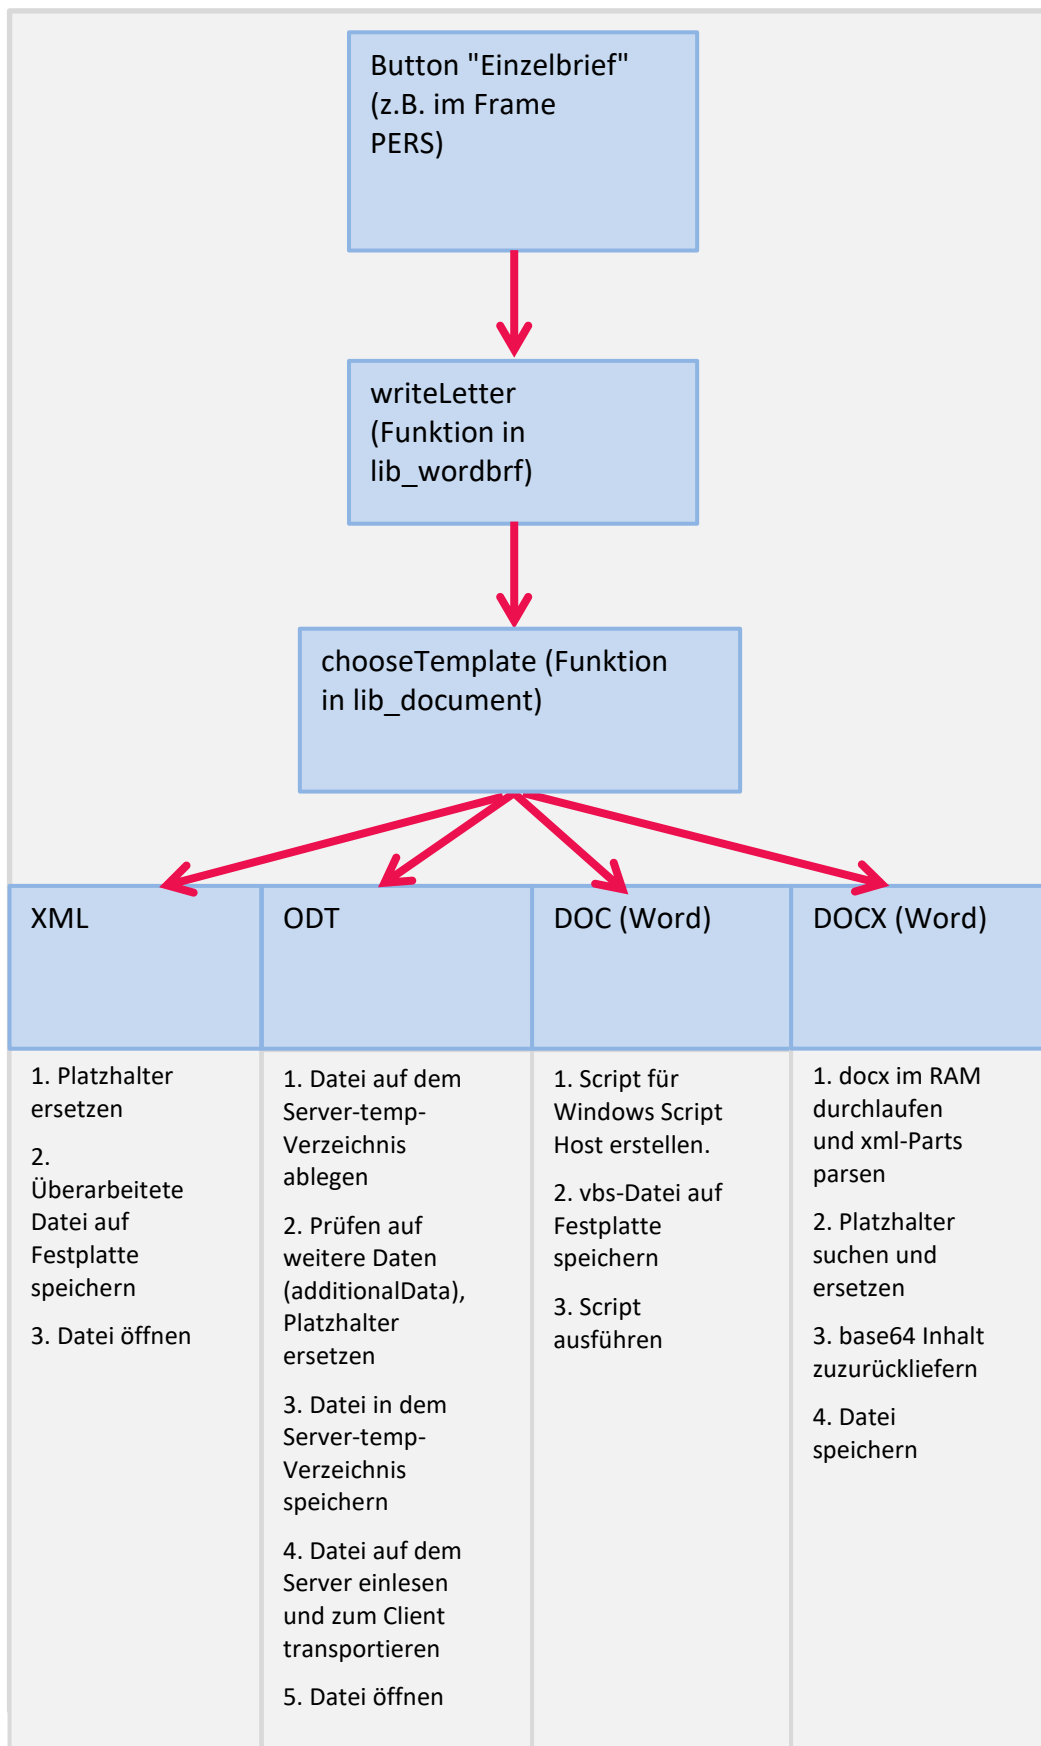 Button "Einzelbrief"
(z.B. im Frame
PERS)
writeLetter
(Funktion in
lib_wordbrf)
chooseTemplate (Funktion
in lib_document)
XML
ODT
DOC (Word)
DOCX (Word)
1. Platzhalter
ersetzen
2.
Überarbeitete
Datei auf
Festplatte
speichern
3. Datei öffnen
1. Datei auf dem
Server-temp-
Verzeichnis
ablegen
2. Prüfen auf
weitere Daten
(additionalData),
Platzhalter
ersetzen
3. Datei in dem
Server-temp-
Verzeichnis
speichern
4. Datei auf dem
Server einlesen
und zum Client
transportieren
5. Datei öffnen
1. Script für
Windows Script
Host erstellen.
2. vbs-Datei auf
Festplatte
speichern
3. Script
ausführen
1. docx im RAM
durchlaufen
und xml-Parts
parsen
2. Platzhalter
suchen und
ersetzen
3. base64 Inhalt
zuzurückliefern
4. Datei
speichern